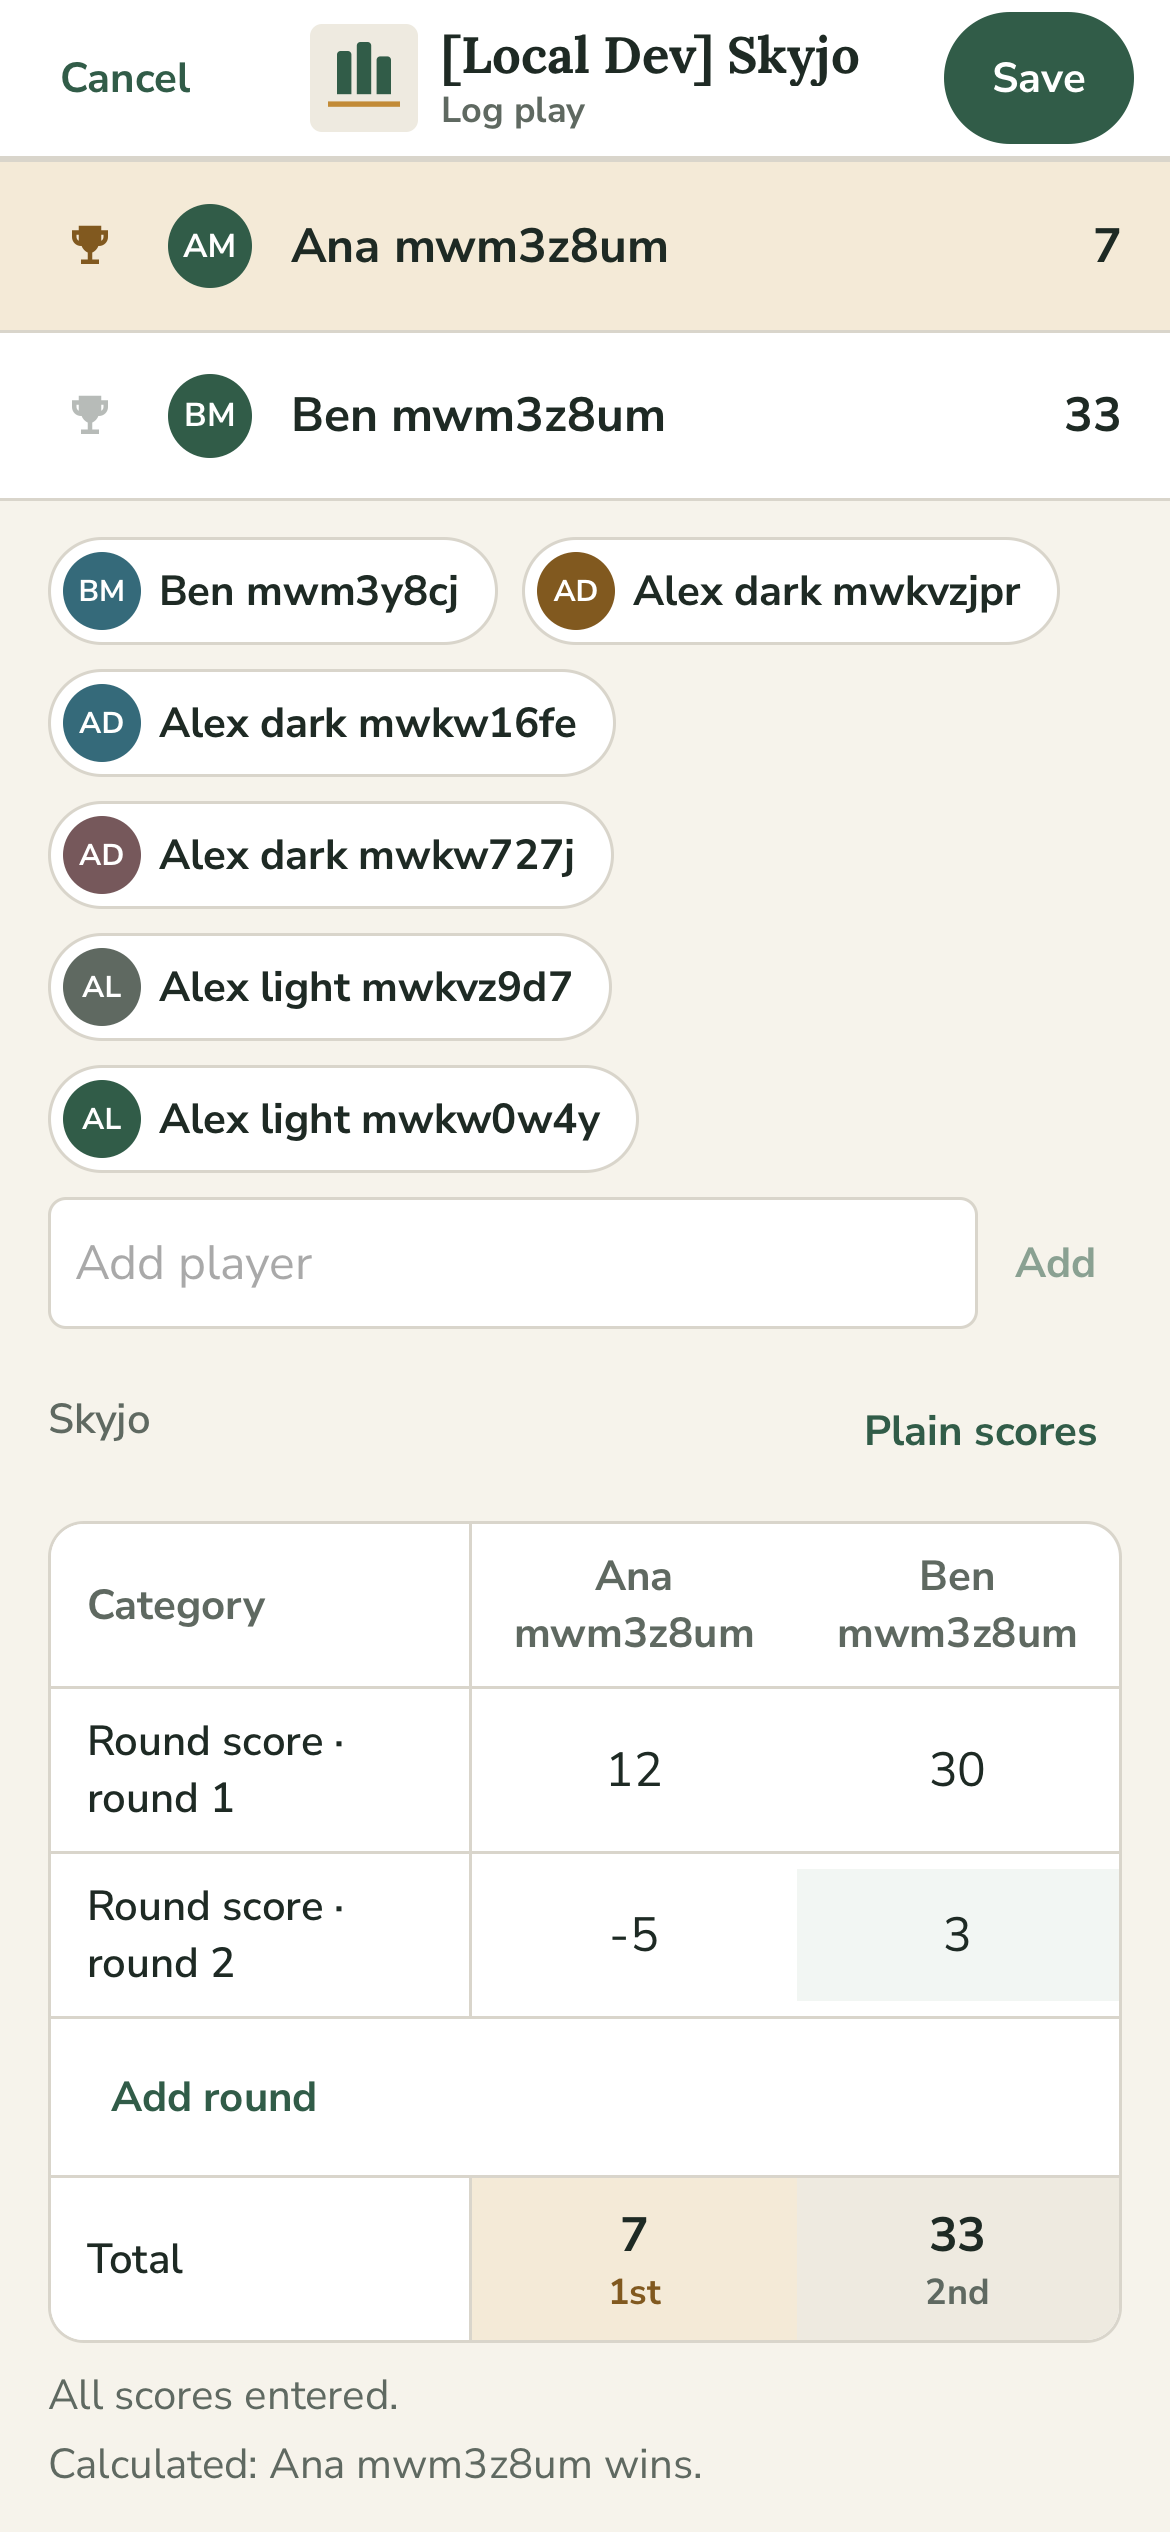 Cancel
[Local Dev] Skyjo
Log play
Save
AM
Ana mwm3z8um
7
BM
Ben mwm3z8um
33
BM
Ben mwm3y8cj
AD
Alex dark mwkvzjpr
AD
Alex dark mwkw16fe
AD
Alex dark mwkw727j
AL
Alex light mwkvz9d7
AL
Alex light mwkw0w4y
Add player
Add
Skyjo
Plain scores
Category
Ana
mwm3z8um
Ben
mwm3z8um
Round score ·
round 1
12
30
Round score ·
round 2
-5
3
Add round
Total
7
1st
33
2nd
All scores entered.
Calculated: Ana mwm3z8um wins.